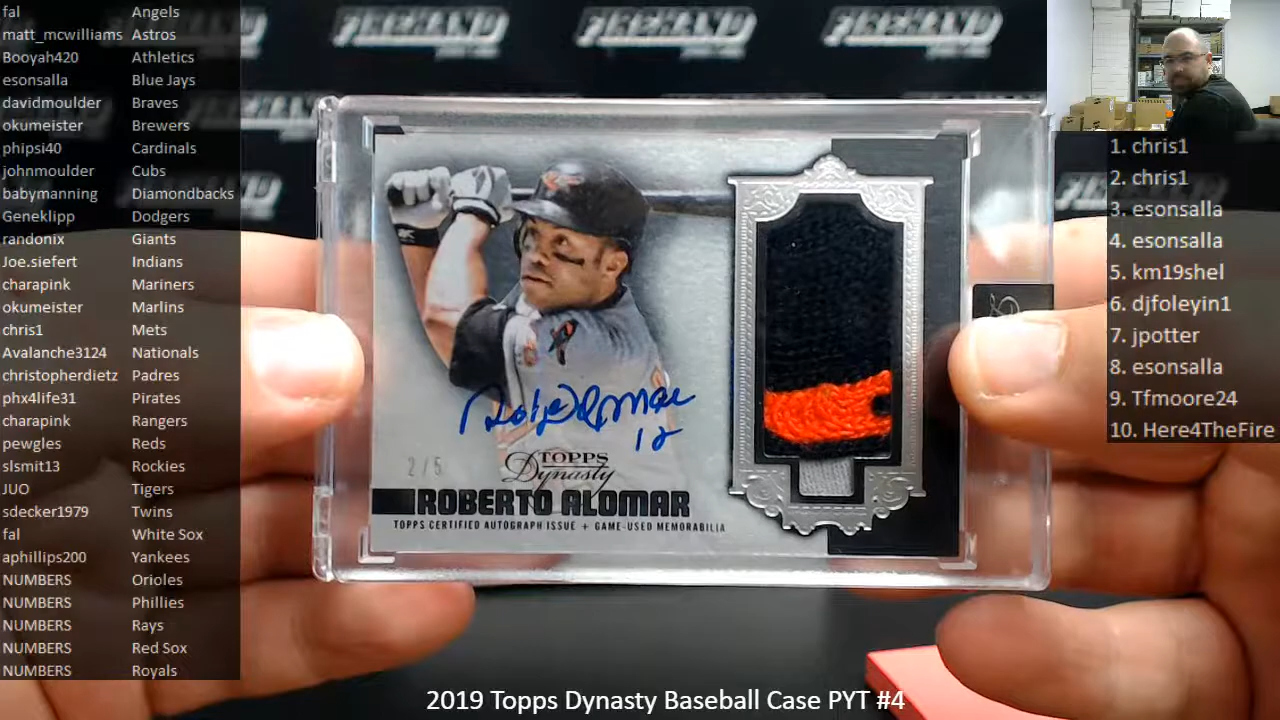 fal Angels
matt_mcwilliams Astros
Booyah420 Athletics
esonsalla Blue Jays
davidmoulder Braves
okumeister Brewers
phipsi40 Cardinals
johnmoulder Cubs
babymanning Diamondbacks
Geneklipp Dodgers
randonix Giants
Joe.siefert Indians
charapink Mariners
okumeister Marlins
chris1 Mets
Avalanche3124 Nationals
christopherdietz Padres
phx4life31 Pirates
charapink Rangers
pewgles Reds
slsmit13 Rockies
JUO Tigers
sdecker1979 Twins
fal White Sox
aphillips200 Yankees
NUMBERS Orioles
NUMBERS Phillies
NUMBERS Rays
NUMBERS Red Sox
NUMBERS Royals
FIREHAND FIREHAND FIREHAND
Rob Alomar
12
2/5
TOPPS
Dynasty
ROBERTO ALOMAR
TOPPS CERTIFIED AUTOGRAPH ISSUE + GAME-USED MEMORABILIA
1. chris1
2. chris1
3. esonsalla
4. esonsalla
5. km19shel
6. djfoleyin1
7. jpotter
8. esonsalla
9. Tfmoore24
10. Here4TheFire
2019 Topps Dynasty Baseball Case PYT #4